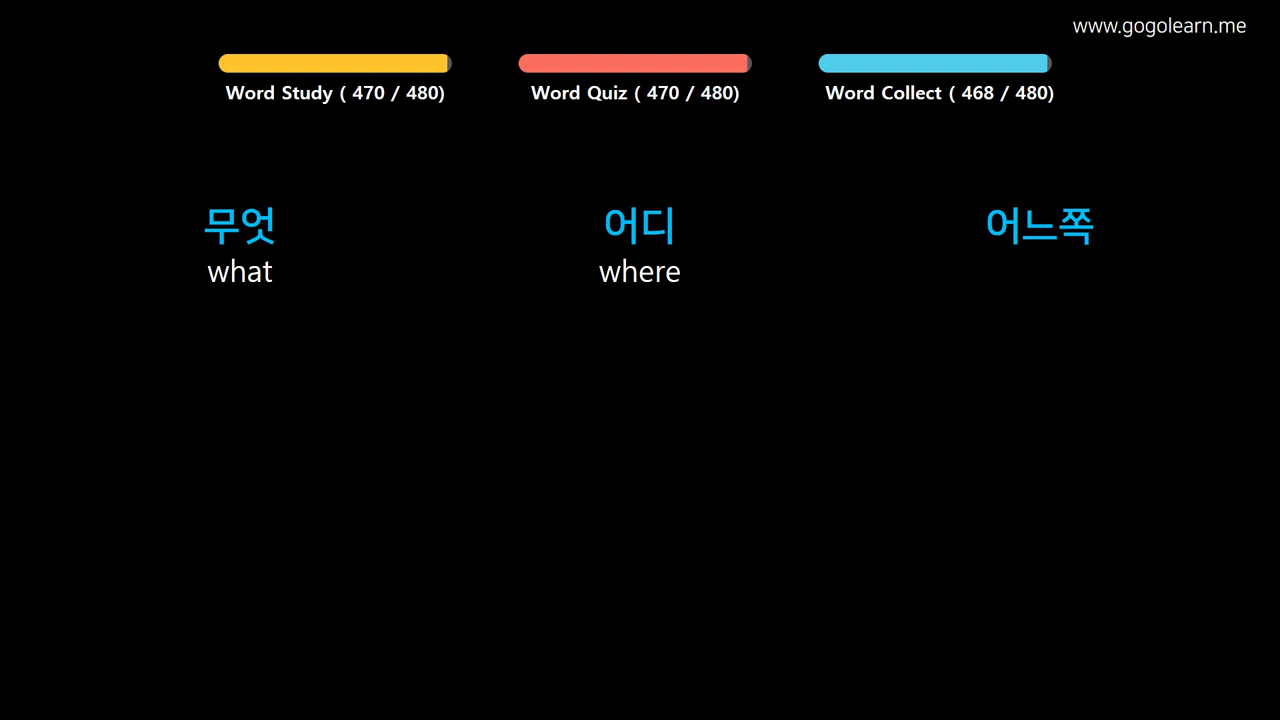 www.gogolearn.me
Word Study ( 470 / 480)
Word Quiz ( 470 / 480)
Word Collect ( 468 / 480)
무엇
what
어디
where
어느쪽